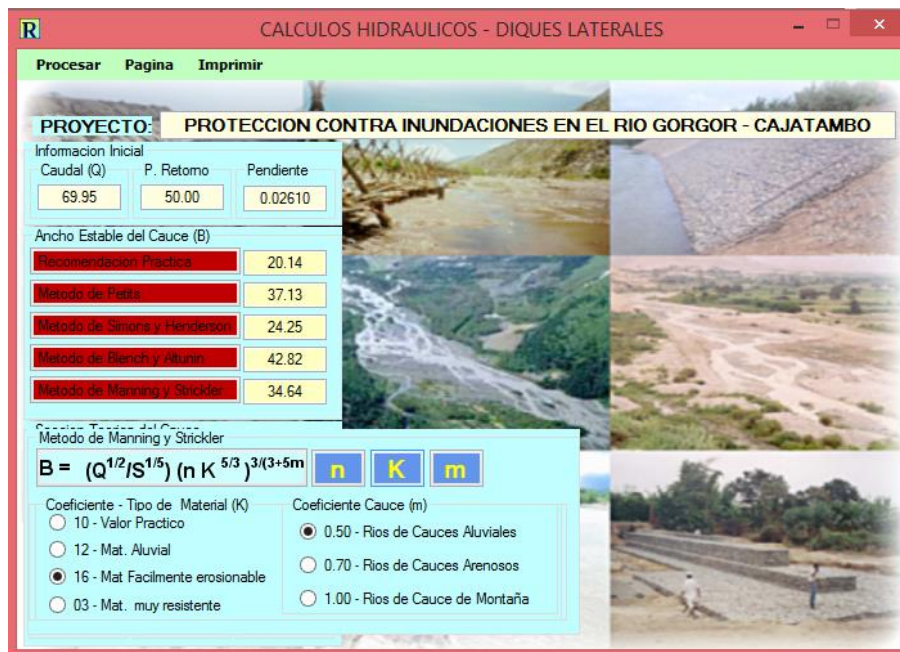 R
CALCULOS HIDRAULICOS - DIQUES LATERALES
Procesar Pagina Imprimir
PROYECTO: PROTECCION CONTRA INUNDACIONES EN EL RIO GORGOR - CAJATAMBO
Informacion Inicial
Caudal (Q) P. Retorno Pendiente
69.95 50.00 0.02610
Ancho Estable del Cauce (B)
Recomendacion Practica 20.14
Metodo de Petits 37.13
Metodo de Simons y Henderson 24.25
Metodo de Blench y Altunin 42.82
Metodo de Manning y Strickler 34.64
Seccion Teorica del Cauce
Metodo de Manning y Strickler
B = (Q^1/2/S^1/5) (n K^5/3)^3/(3+5m n K m
Coeficiente - Tipo de Material (K)
10 - Valor Practico
12 - Mat. Aluvial
16 - Mat Facilmente erosionable
03 - Mat. muy resistente
Coeficiente Cauce (m)
0.50 - Rios de Cauces Aluviales
0.70 - Rios de Cauces Arenosos
1.00 - Rios de Cauce de Montaña